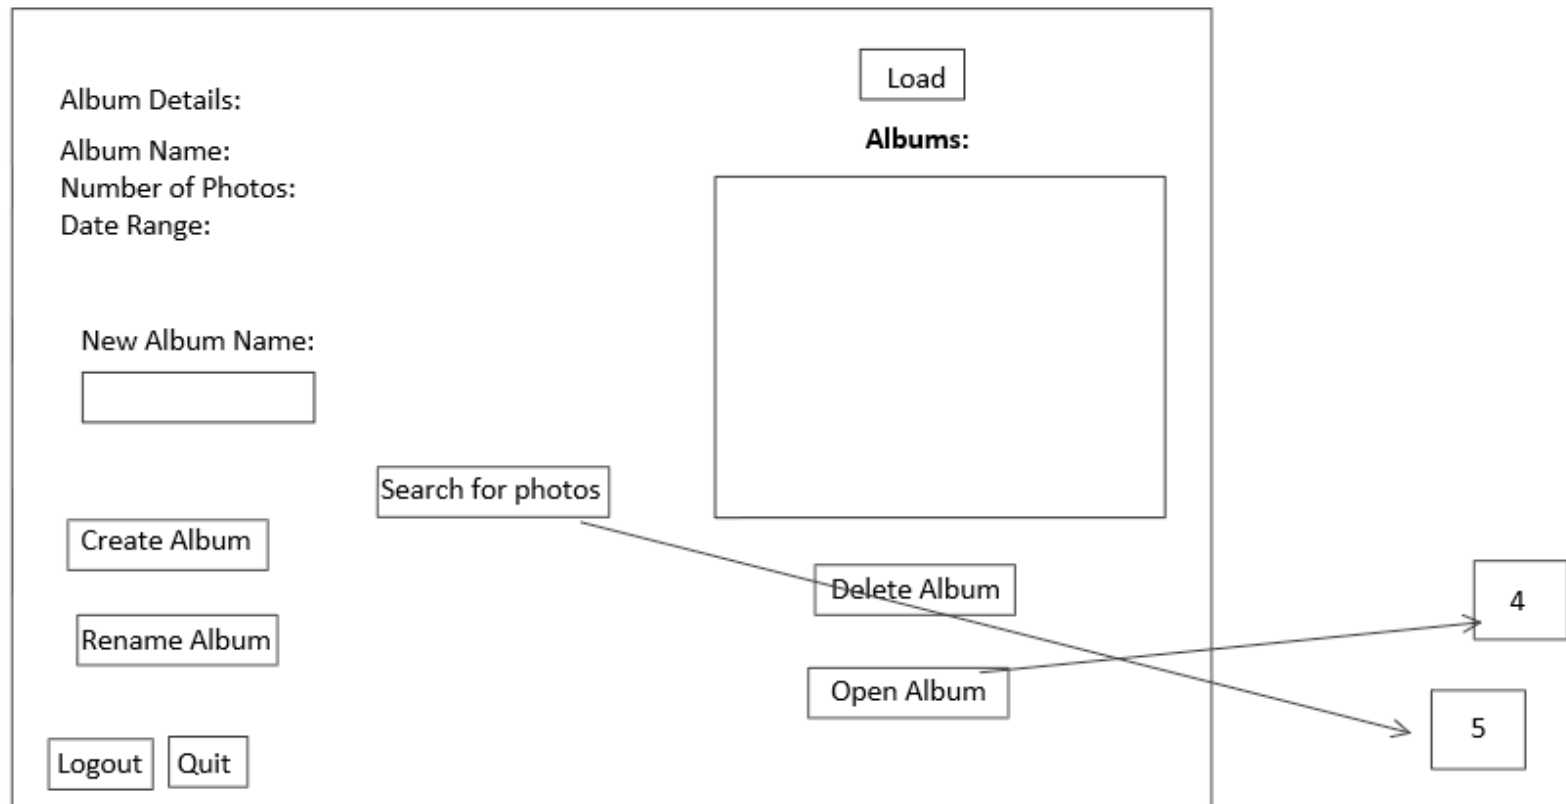 Load
Album Details:
Albums:
Album Name:
Number of Photos:
Date Range:
New Album Name:
Search for photos
Create Album
Delete Album
4
Rename Album
Open Album
5
Logout
Quit